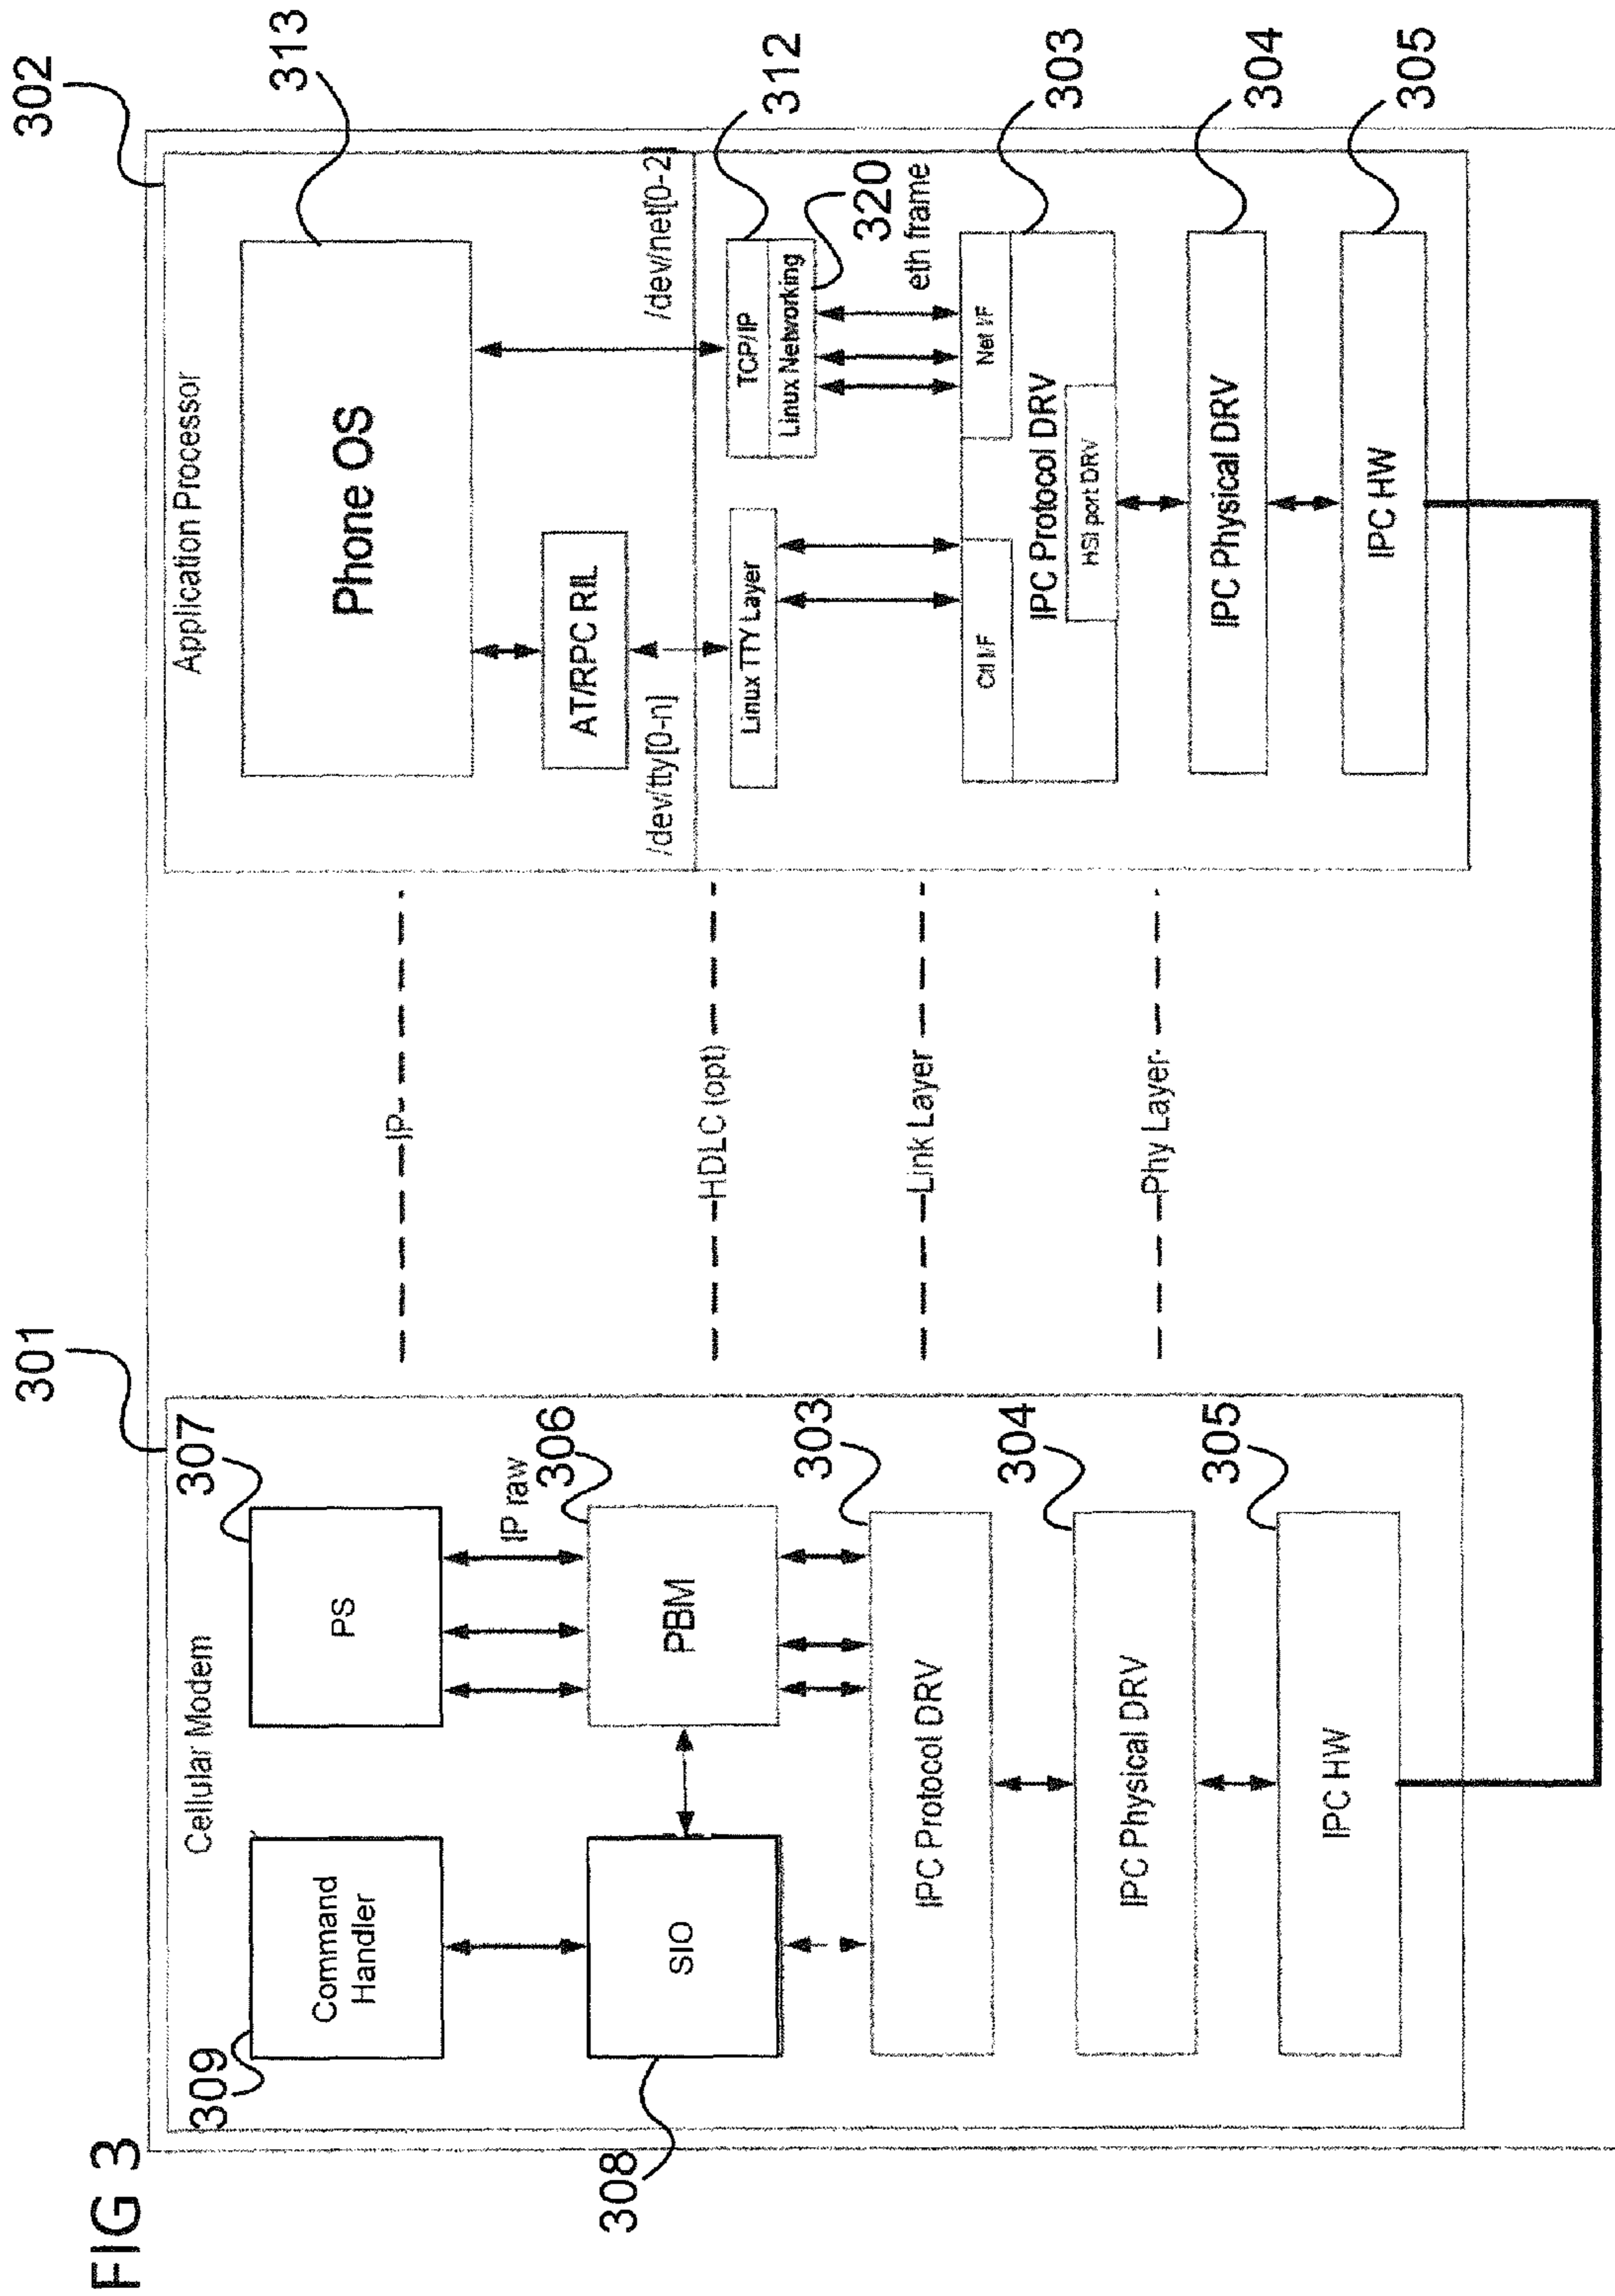 FIG 3
301
302
Cellular Modem
309
Command
Handler
307
PS
IP raw
308
SIO
306
PBM
303
IPC Protocol DRV
304
IPC Physical DRV
305
IPC HW
IP
HDLC (opt)
Link Layer
Phy Layer
Application Processor
313
Phone OS
AT/RPC RIL
/dev/tty[0-n]
/dev/net[0-2]
Linux TTY Layer
312
TCP/IP
Linux Networking
320
eth frame
303
Ctl I/F
Net I/F
IPC Protocol DRV
HSI port DRV
304
IPC Physical DRV
305
IPC HW